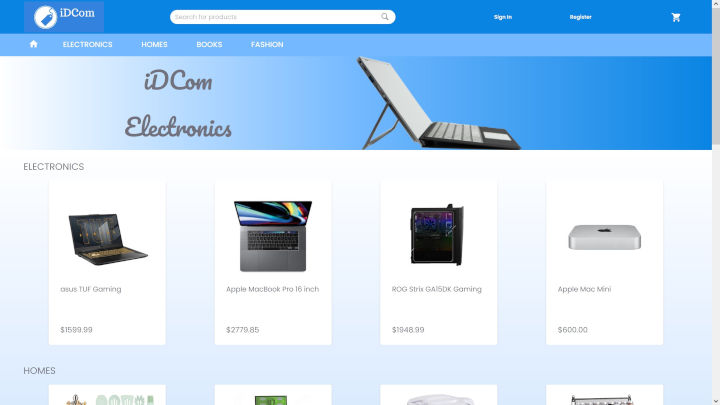 iDCom
Search for products
Sign In
Register
ELECTRONICS
HOMES
BOOKS
FASHION
iDCom
Electronics
ELECTRONICS
asus TUF Gaming
Apple MacBook Pro 16 inch
ROG Strix GA15DK Gaming
Apple Mac Mini
$1599.99
$2779.85
$1948.99
$600.00
HOMES